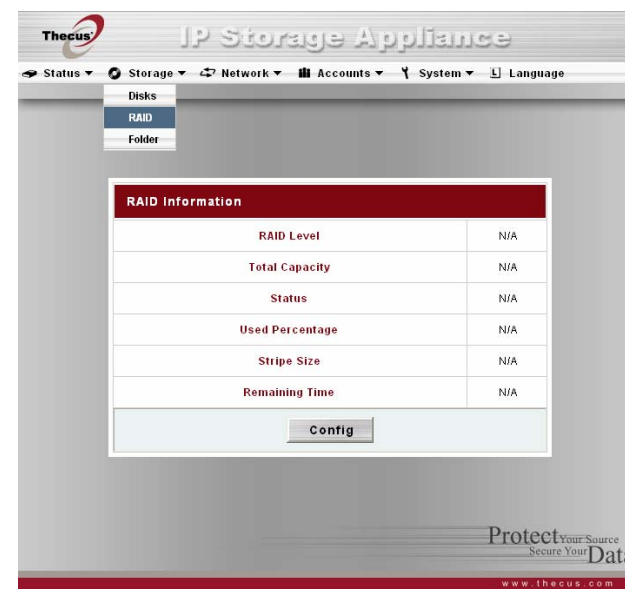 Thecus
IP Storage Appliance
Status Storage Network Accounts System Language
Disks
RAID
Folder
RAID Information
RAID Level N/A
Total Capacity N/A
Status N/A
Used Percentage N/A
Stripe Size N/A
Remaining Time N/A
Config
Protect Your Source
Secure Your Dat
www.thecus.com